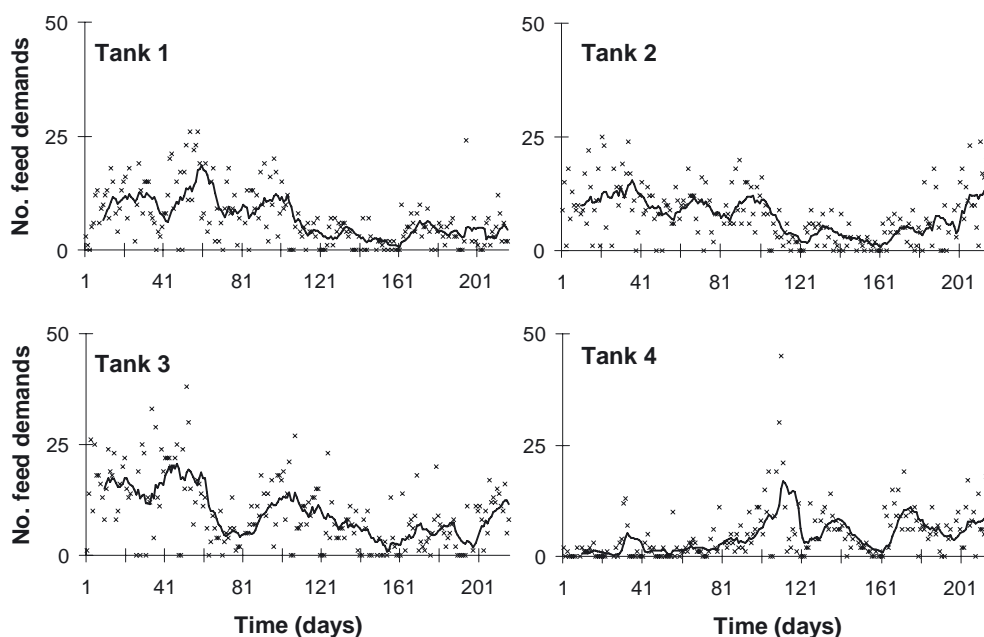 50
Tank 1
No. feed demands
25
0
1 41 81 121 161 201
50
Tank 2
25
0
1 41 81 121 161 201
50
Tank 3
No. feed demands
25
0
1 41 81 121 161 201
Time (days)
50
Tank 4
25
0
1 41 81 121 161 201
Time (days)